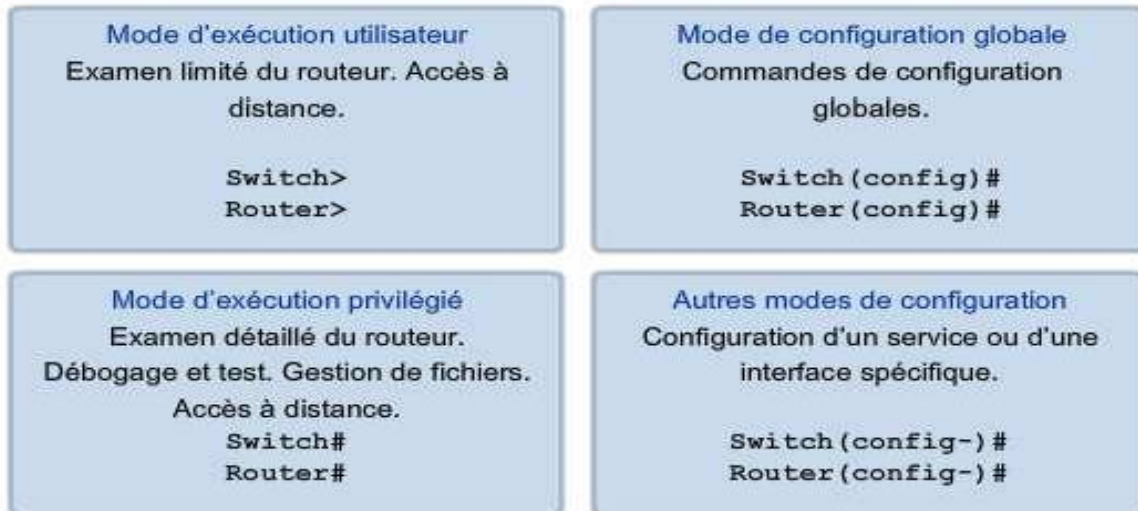 Mode d'exécution utilisateur
Examen limité du routeur. Accès à
distance.
Switch>
Router>
Mode de configuration globale
Commandes de configuration
globales.
Switch(config)#
Router(config)#
Mode d'exécution privilégié
Examen détaillé du routeur.
Débogage et test. Gestion de fichiers.
Accès à distance.
Switch#
Router#
Autres modes de configuration
Configuration d'un service ou d'une
interface spécifique.
Switch(config-)#
Router(config-)#